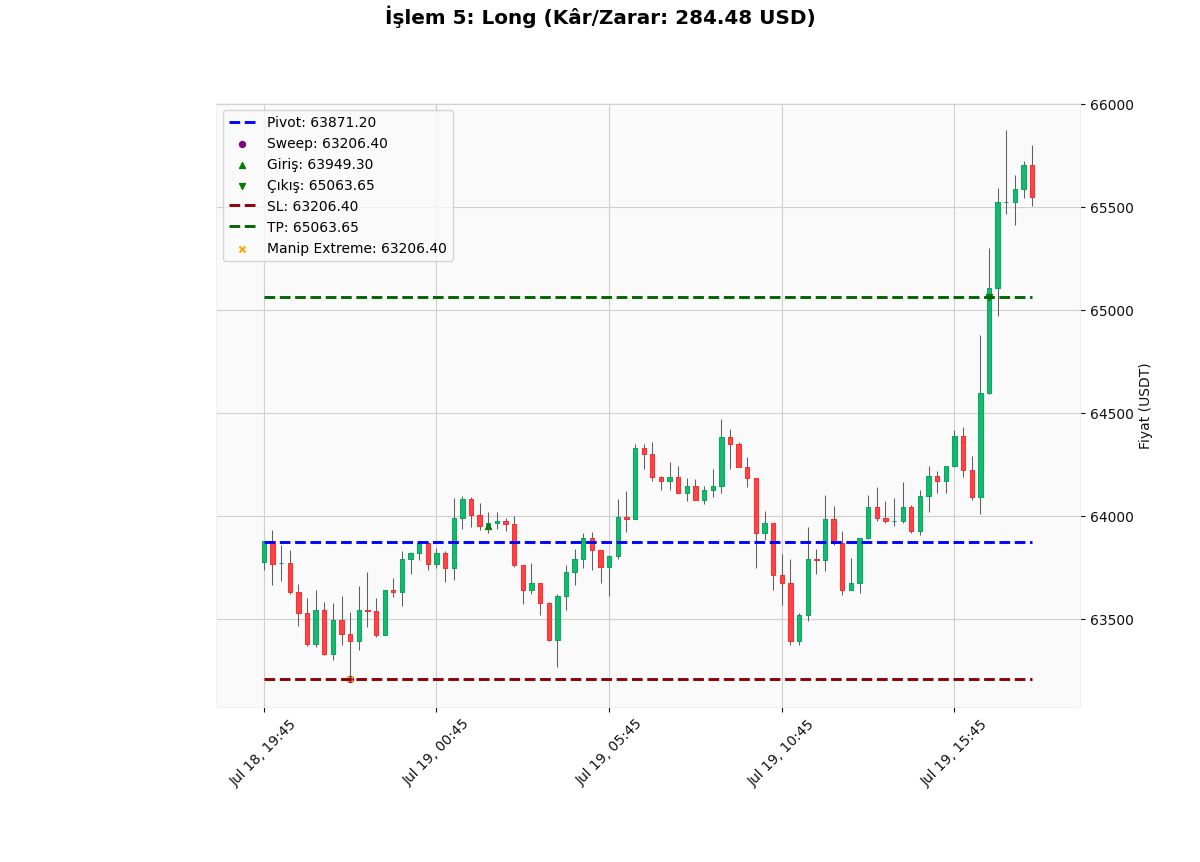 İşlem 5: Long (Kâr/Zarar: 284.48 USD)
Pivot: 63871.20
Sweep: 63206.40
Giriş: 63949.30
Çıkış: 65063.65
SL: 63206.40
TP: 65063.65
Manip Extreme: 63206.40
66000
65500
65000
64500
64000
63500
Fiyat (USDT)
Jul 18, 19:45
Jul 19, 00:45
Jul 19, 05:45
Jul 19, 10:45
Jul 19, 15:45